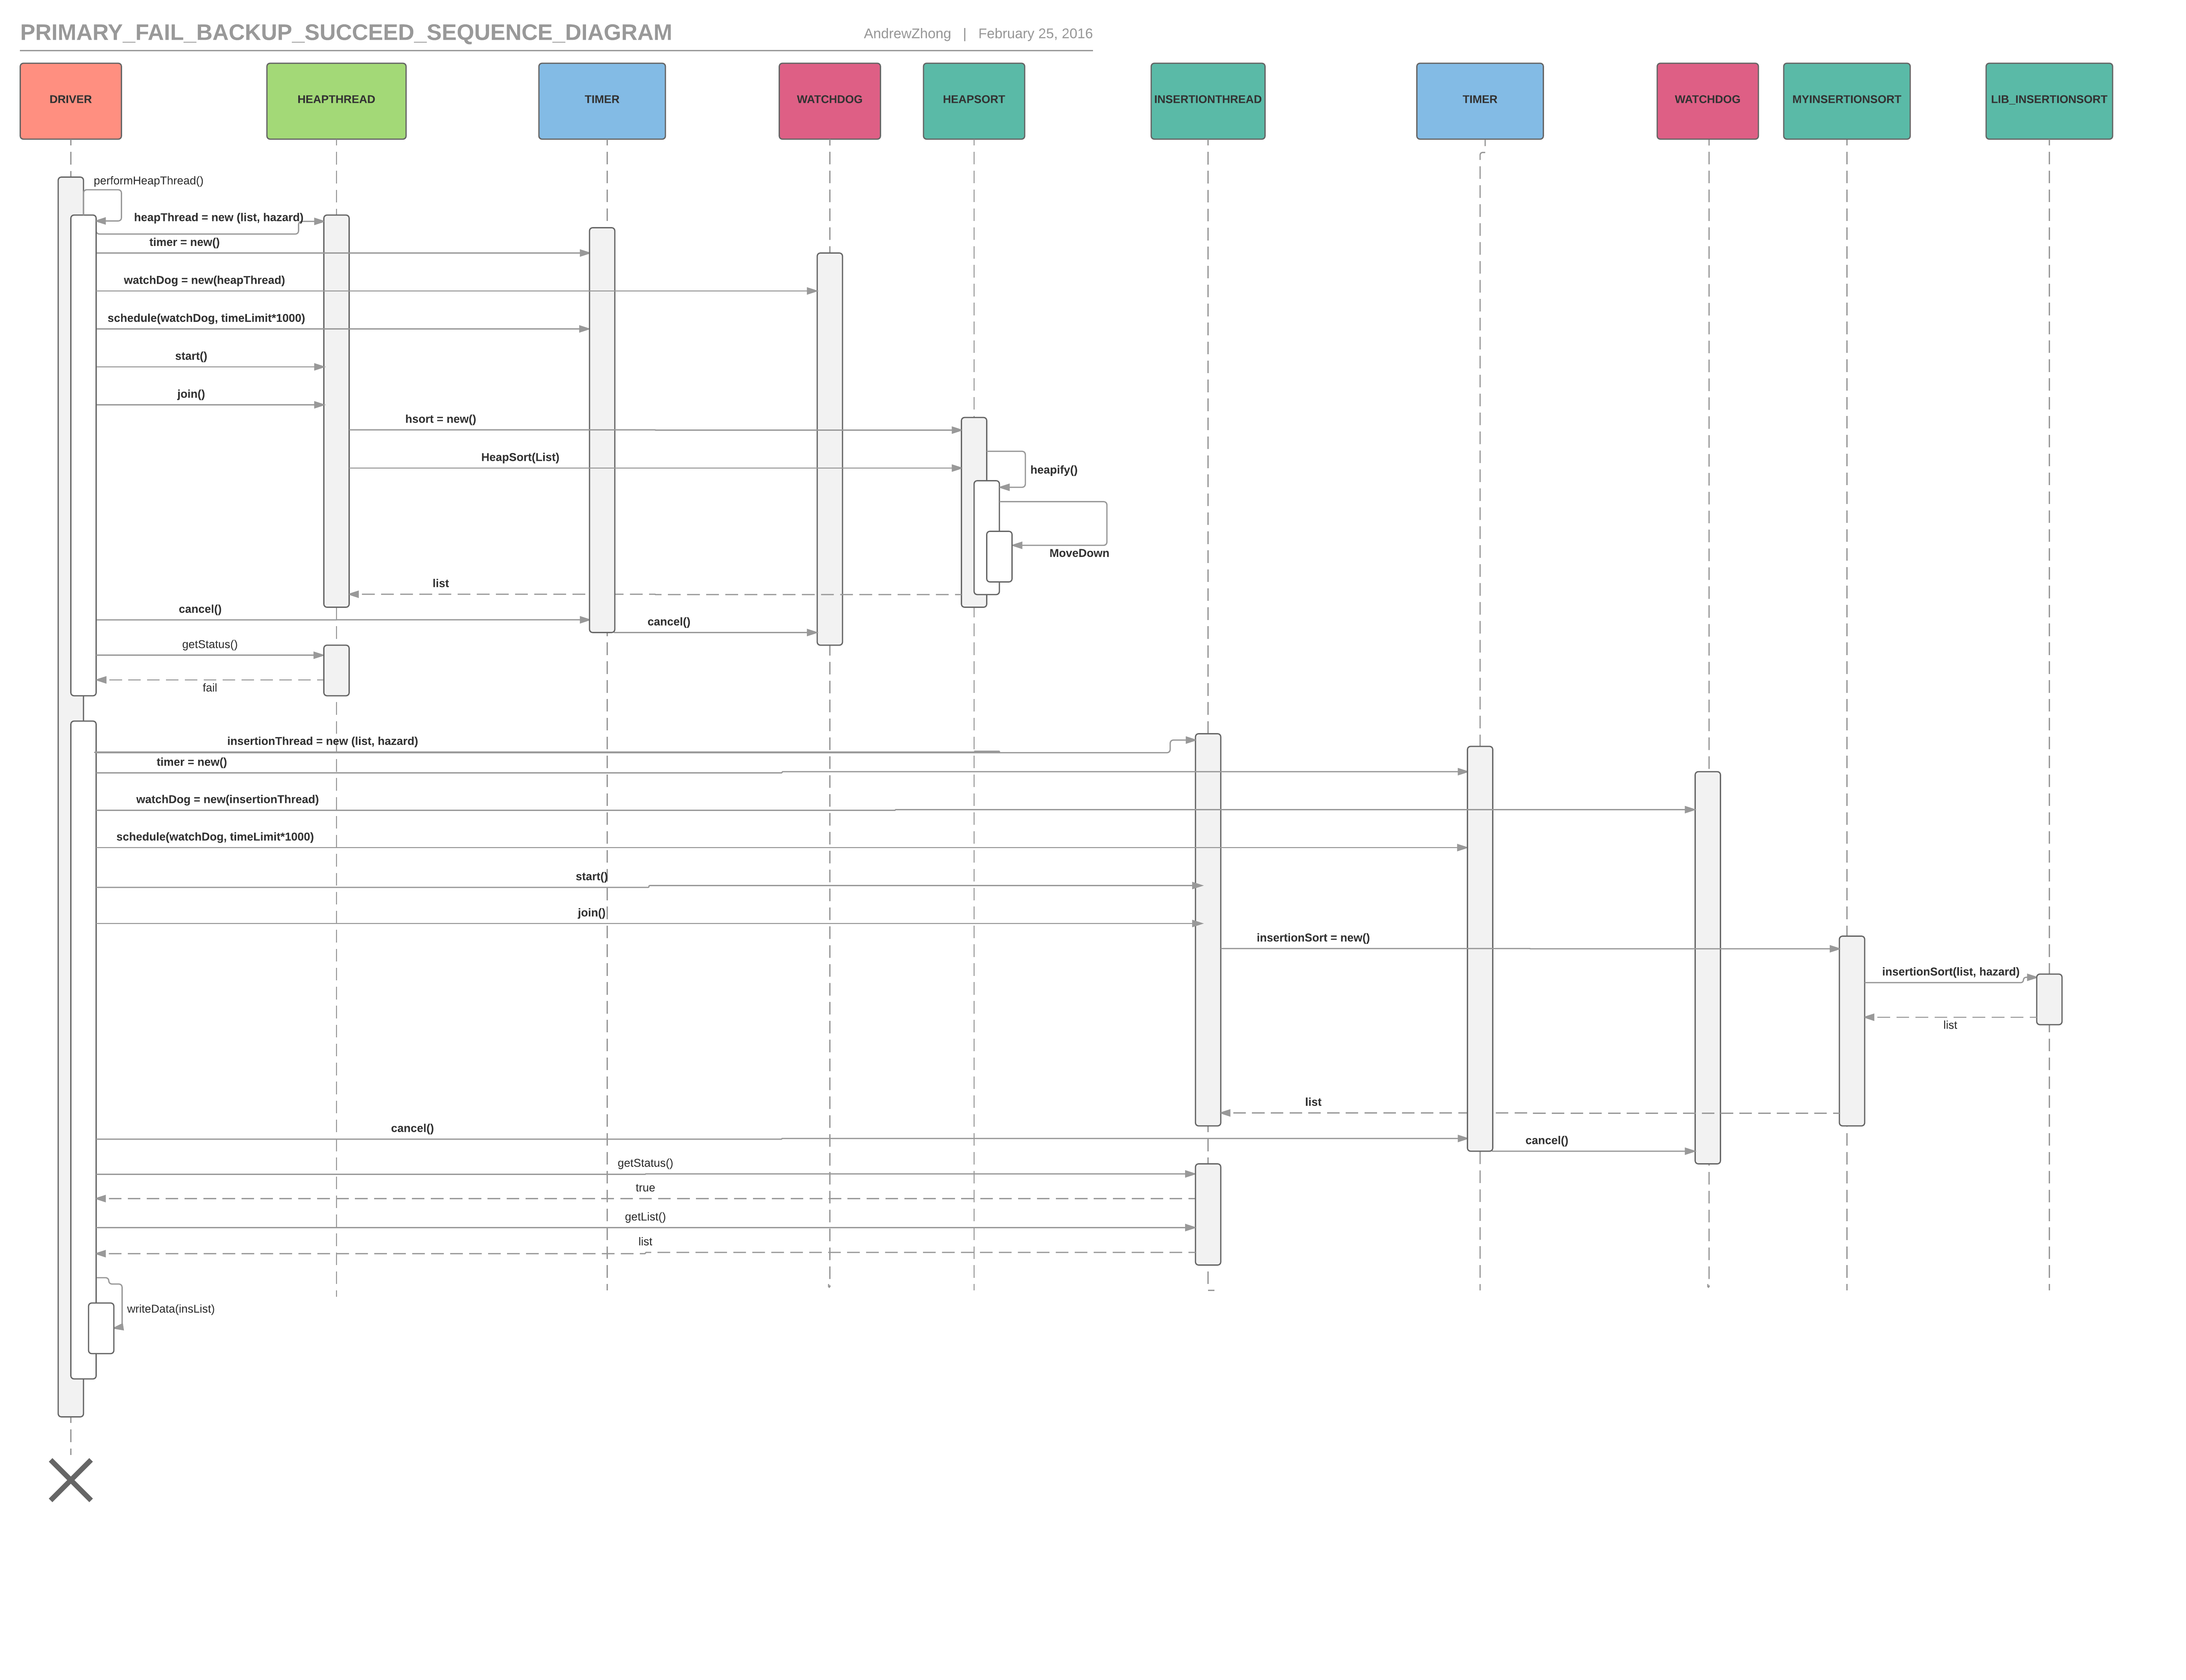 PRIMARY_FAIL_BACKUP_SUCCEED_SEQUENCE_DIAGRAM
AndrewZhong | February 25, 2016
DRIVER
HEAPTHREAD
TIMER
WATCHDOG
HEAPSORT
INSERTIONTHREAD
TIMER
WATCHDOG
MYINSERTIONSORT
LIB_INSERTIONSORT
performHeapThread()
heapThread = new (list, hazard)
timer = new()
watchDog = new(heapThread)
schedule(watchDog, timeLimit*1000)
start()
join()
hsort = new()
HeapSort(List)
heapify()
MoveDown
list
cancel()
cancel()
getStatus()
fail
insertionThread = new (list, hazard)
timer = new()
watchDog = new(insertionThread)
schedule(watchDog, timeLimit*1000)
start()
join()
insertionSort = new()
insertionSort(list, hazard)
list
list
cancel()
cancel()
getStatus()
true
getList()
list
writeData(insList)